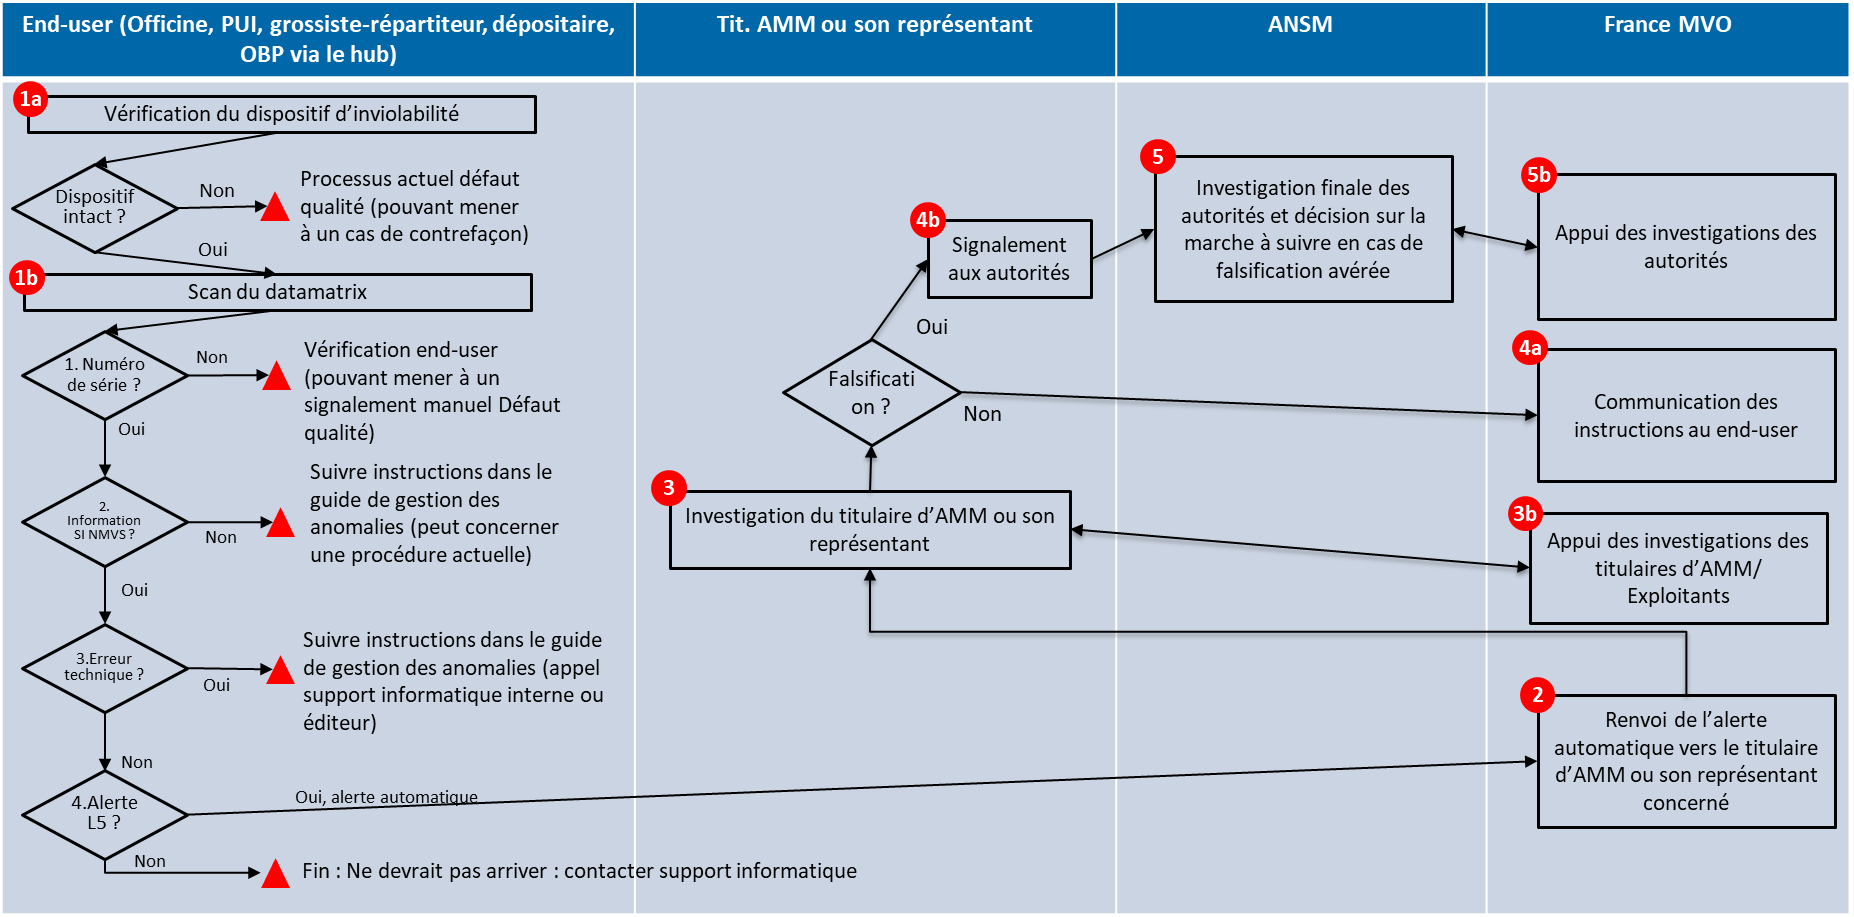 End-user (Officine, PUI, grossiste-répartiteur, dépositaire,
OBP via le hub)
Tit. AMM ou son représentant
ANSM
France MVO
1a
Vérification du dispositif d’inviolabilité
Dispositif
intact ?
Non
Processus actuel défaut
qualité (pouvant mener
à un cas de contrefaçon)
Oui
1b
Scan du datamatrix
1. Numéro
de série ?
Non
Vérification end-user
(pouvant mener à un
signalement manuel Défaut
qualité)
Oui
2.
Information
SI NMVS ?
Non
Suivre instructions dans le
guide de gestion des
anomalies (peut concerner
une procédure actuelle)
Oui
3.Erreur
technique ?
Oui
Suivre instructions dans le guide
de gestion des anomalies (appel
support informatique interne ou
éditeur)
Non
4.Alerte
L5 ?
Oui, alerte automatique
Non
Fin : Ne devrait pas arriver : contacter support informatique
2
Renvoi de l’alerte
automatique vers le titulaire
d’AMM ou son représentant
concerné
3
Investigation du titulaire d’AMM ou son
représentant
3b
Appui des investigations des
titulaires d’AMM/
Exploitants
Falsificati
on ?
Non
Oui
4a
Communication des
instructions au end-user
4b
Signalement
aux autorités
5
Investigation finale des
autorités et décision sur la
marche à suivre en cas de
falsification avérée
5b
Appui des investigations des
autorités